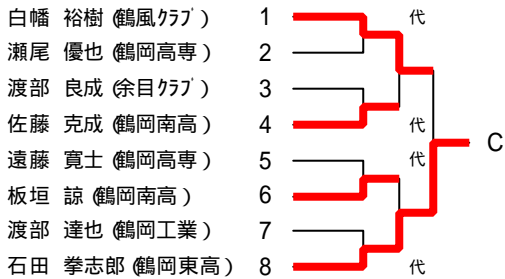 白幡 裕樹 (鶴風ｸﾗﾌﾞ) 1 代
瀬尾 優也 (鶴岡高専) 2
渡部 良成 (余目ｸﾗﾌﾞ) 3
佐藤 克成 (鶴岡南高) 4 代
C
遠藤 寛士 (鶴岡高専) 5 代
板垣 諒 (鶴岡南高) 6
渡部 達也 (鶴岡工業) 7
石田 拳志郎 (鶴岡東高) 8 代